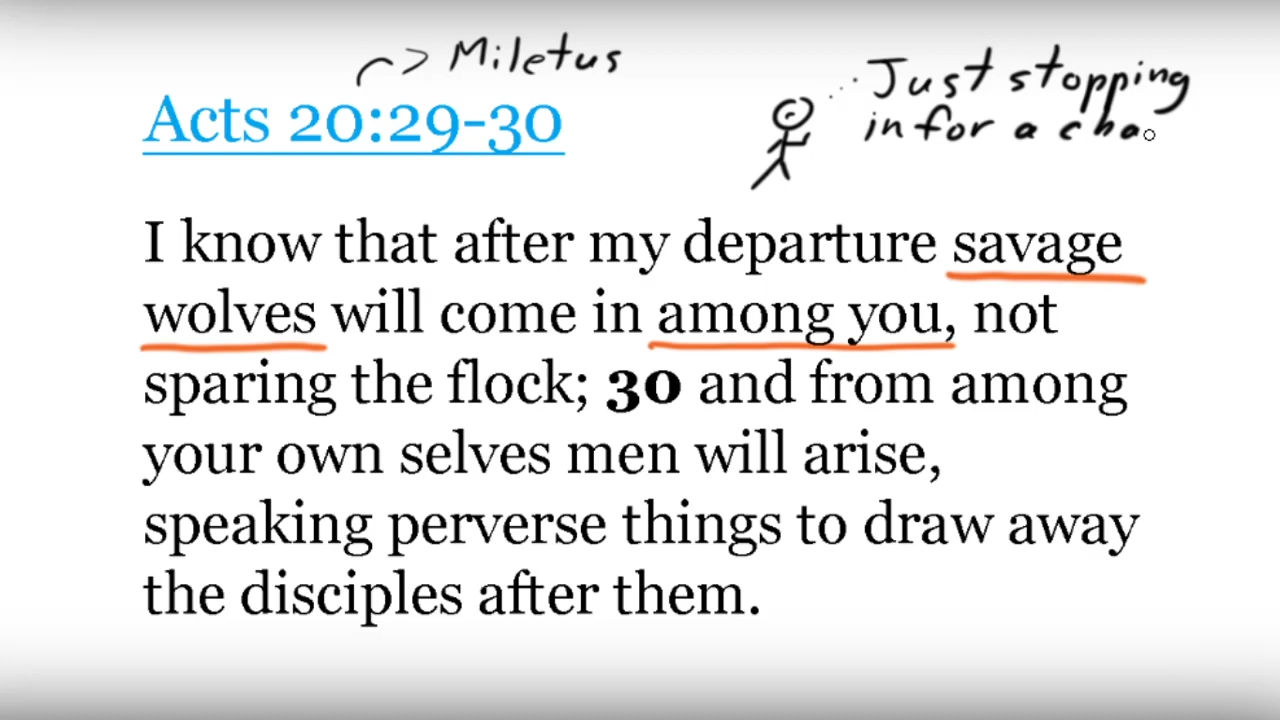 Miletus
Just stopping
in for a cha
Acts 20:29-30
I know that after my departure savage
wolves will come in among you, not
sparing the flock; 30 and from among
your own selves men will arise,
speaking perverse things to draw away
the disciples after them.